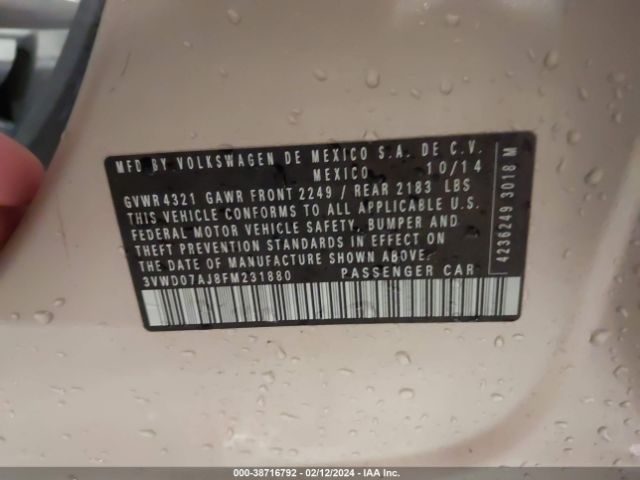 MFD BY VOLKSWAGEN DE MEXICO S.A. DE C.V.
MEXICO 10/14
GVWR 4321 GAWR FRONT 2249 / REAR 2183 LBS
THIS VEHICLE CONFORMS TO ALL APPLICABLE U.S.
FEDERAL MOTOR VEHICLE SAFETY, BUMPER AND
THEFT PREVENTION STANDARDS IN EFFECT ON
THE DATE OF MANUFACTURE SHOWN ABOVE.
3VWD07AJ8FM231880 PASSENGER CAR
4236249 3018 M
000-38716792 - 02/12/2024 - IAA Inc.